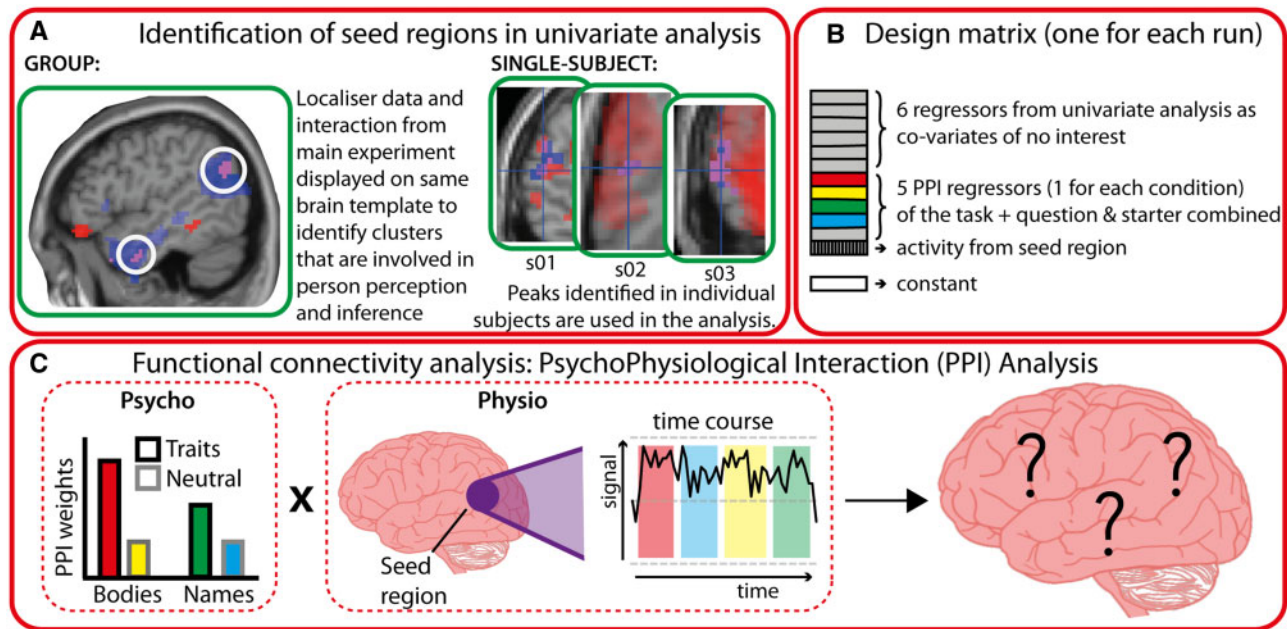 A Identification of seed regions in univariate analysis
GROUP:
Localiser data and
interaction from
main experiment
displayed on same
brain template to
identify clusters
that are involved in
person perception
and inference
SINGLE-SUBJECT:
s01
s02
s03
Peaks identified in individual
subjects are used in the analysis.
B Design matrix (one for each run)
6 regressors from univariate analysis as
co-variates of no interest
5 PPI regressors (1 for each condition)
of the task + question & starter combined
➔ activity from seed region
➔ constant
C Functional connectivity analysis: PsychoPhysiological Interaction (PPI) Analysis
Psycho
PPI weights
Traits
Neutral
Bodies
Names
X
Physio
Seed
region
time course
signal
time
?
?
?